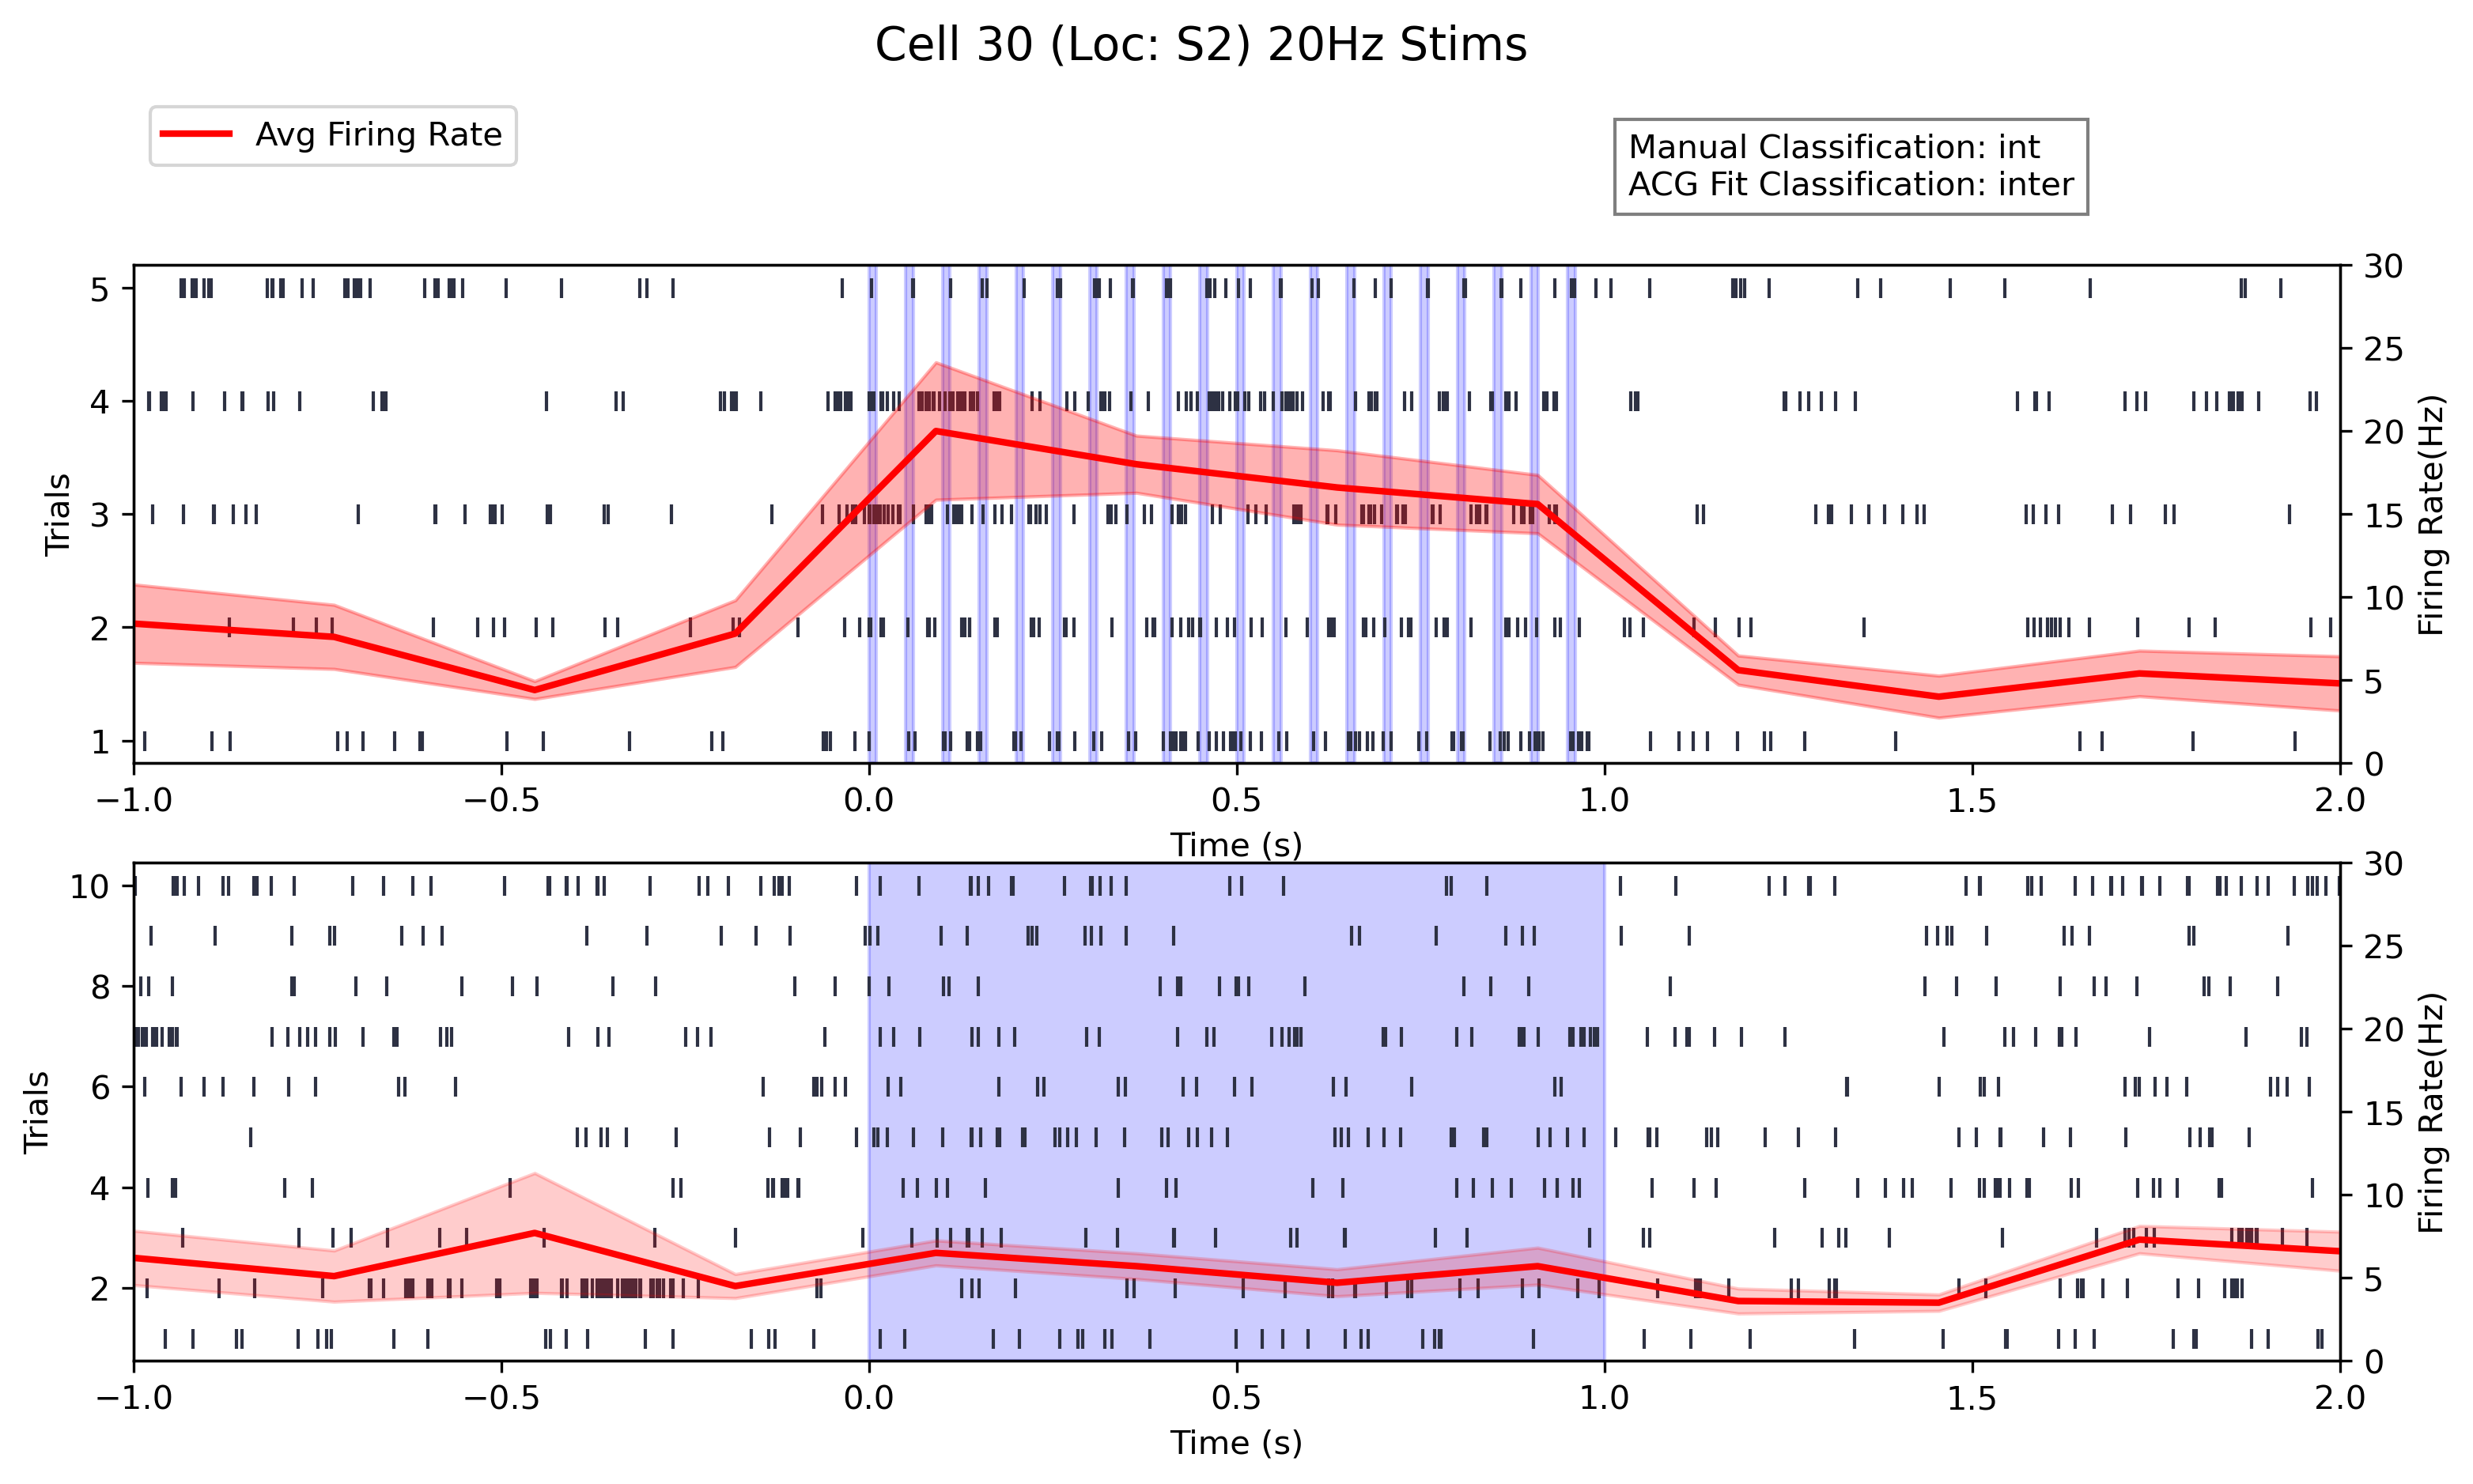 Cell 30 (Loc: S2) 20Hz Stims
Avg Firing Rate
Manual Classification: int
ACG Fit Classification: inter
Trials
5
4
3
2
1
30
25
20
15
10
5
0
Firing Rate(Hz)
−1.0 −0.5 0.0 0.5 1.0 1.5 2.0
Time (s)
Trials
10
8
6
4
2
30
25
20
15
10
5
0
Firing Rate(Hz)
−1.0 −0.5 0.0 0.5 1.0 1.5 2.0
Time (s)